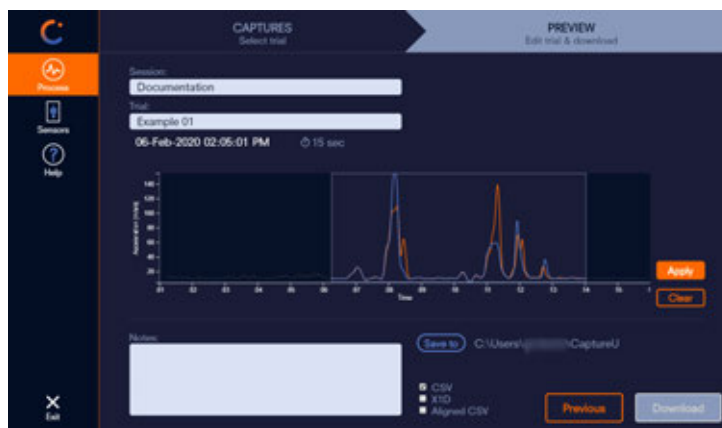 CAPTURES
Select trial
PREVIEW
Edit trial & download
Process
Sensors
Help
Exit
Session:
Documentation
Trial:
Example 01
06-Feb-2020 02:05:01 PM
15 sec
Time
Apply
Clear
Notes:
Save to
C:\Users\
\CaptureU
CSV
X1D
Aligned CSV
Previous
Download